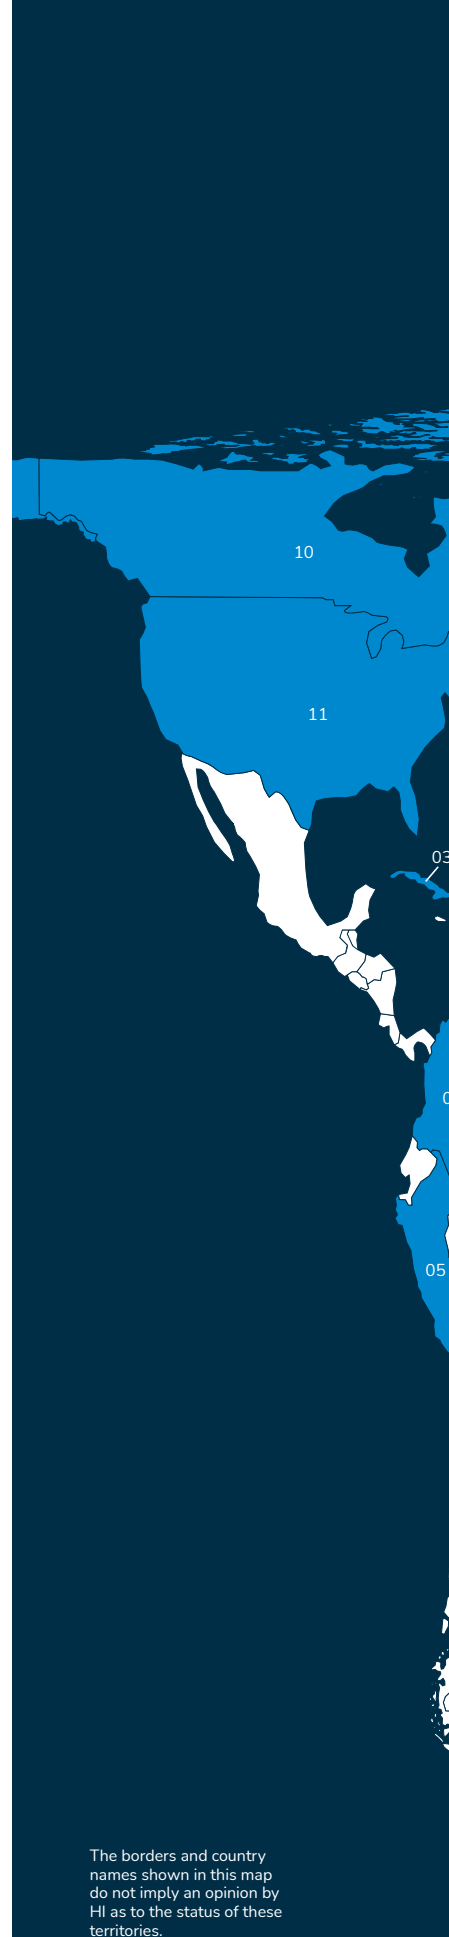 10
11
03
0
05
The borders and country
names shown in this map
do not imply an opinion by
HI as to the status of these
territories.